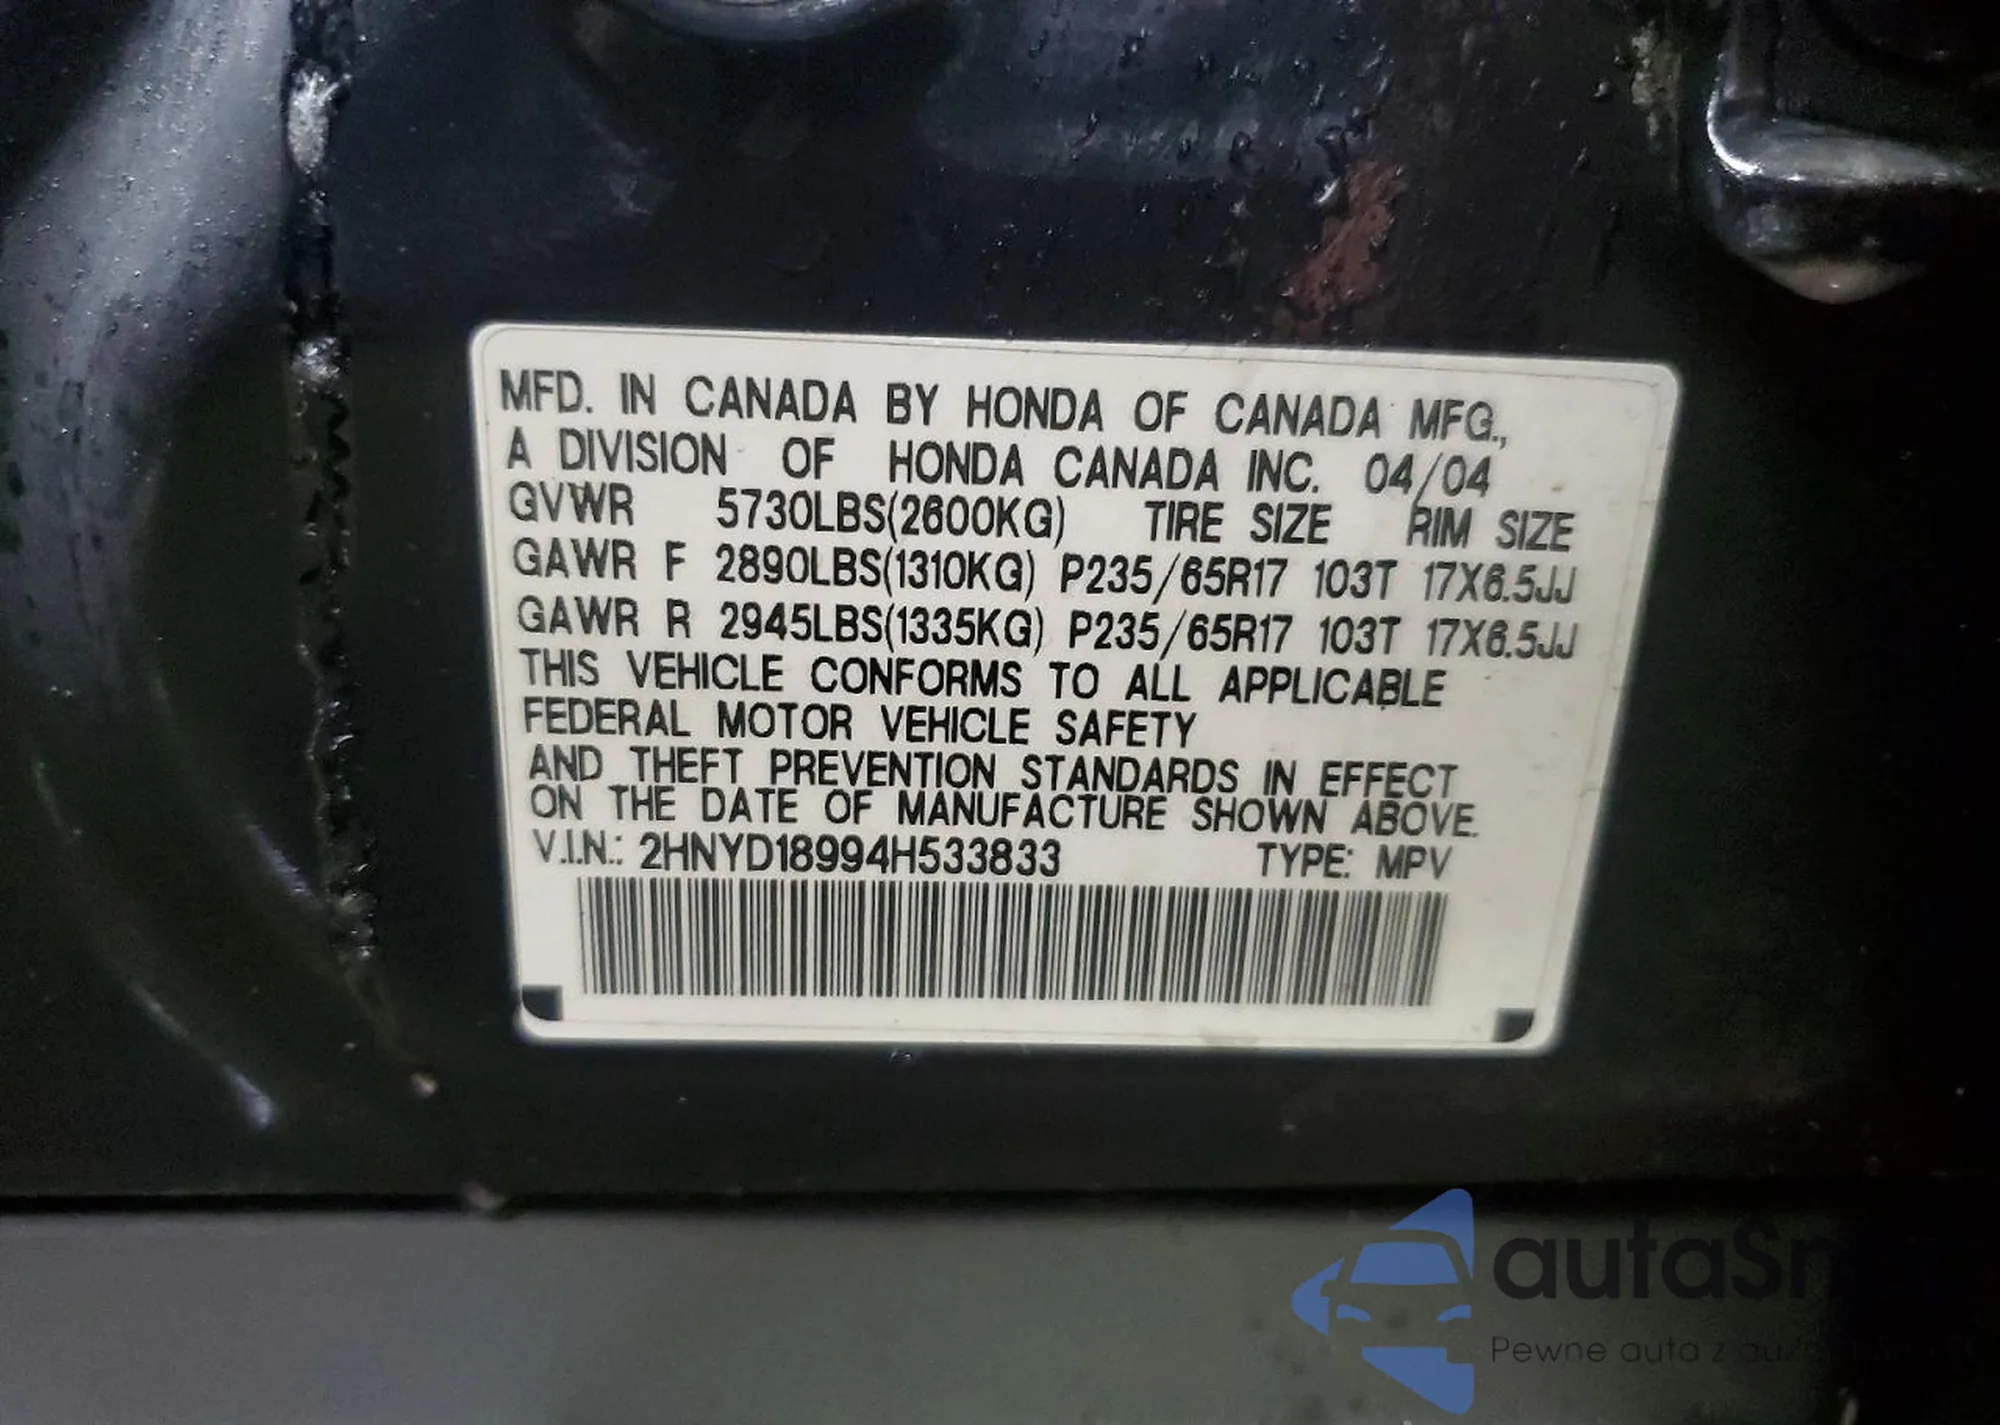 MFD. IN CANADA BY HONDA OF CANADA MFG.,
A DIVISION OF HONDA CANADA INC. 04/04
GVWR 5730LBS(2600KG) TIRE SIZE RIM SIZE
GAWR F 2890LBS(1310KG) P235/65R17 103T 17X6.5JJ
GAWR R 2945LBS(1335KG) P235/65R17 103T 17X6.5JJ
THIS VEHICLE CONFORMS TO ALL APPLICABLE
FEDERAL MOTOR VEHICLE SAFETY
AND THEFT PREVENTION STANDARDS IN EFFECT
ON THE DATE OF MANUFACTURE SHOWN ABOVE.
V.I.N.: 2HNYD18994H533833 TYPE: MPV
Pewne auta z